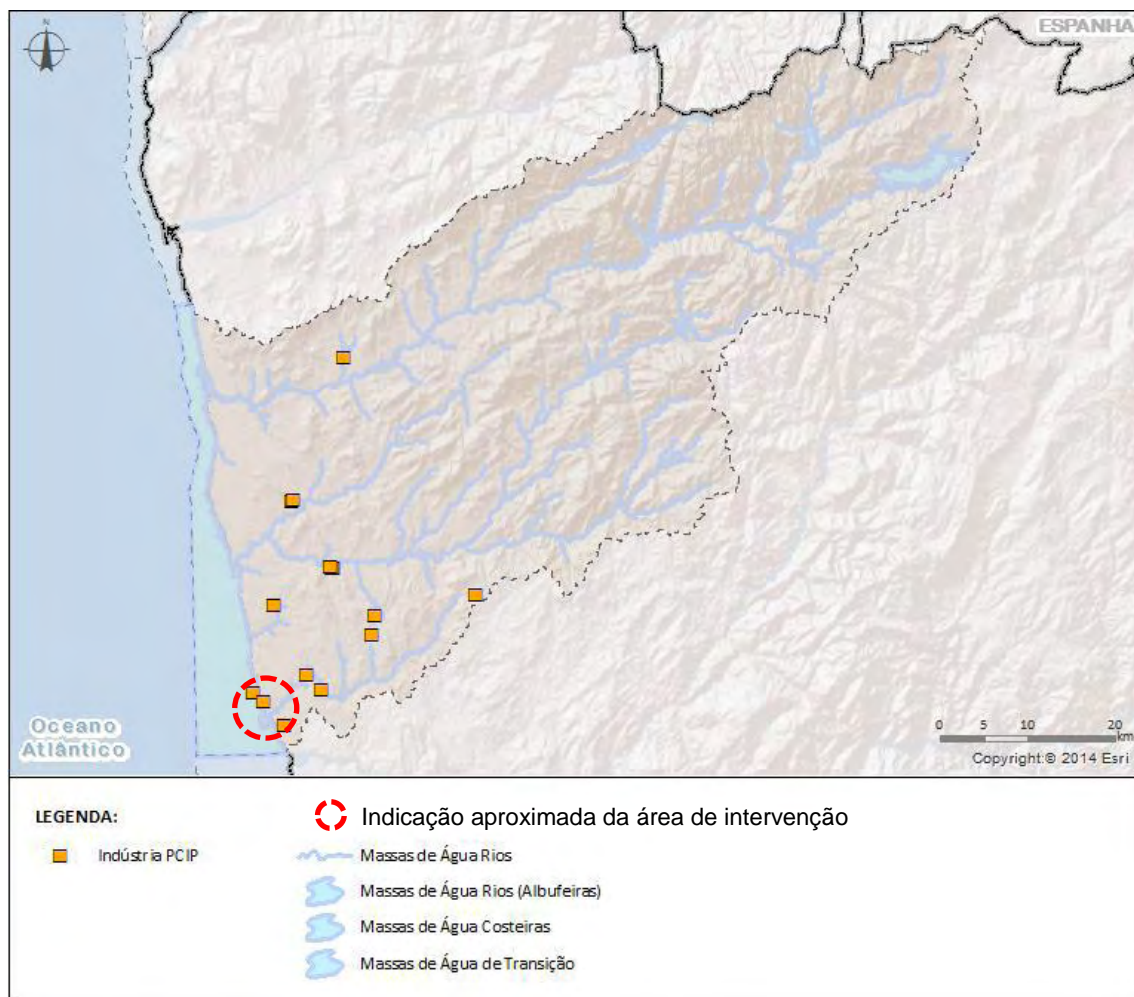 N
ESPANHA
Oceano
Atlântico
0 5 10 20
km
Copyright:© 2014 Esri
LEGENDA:
Indicação aproximada da área de intervenção
Indústria PCIP
Massas de Água Rios
Massas de Água Rios (Albufeiras)
Massas de Água Costeiras
Massas de Água de Transição